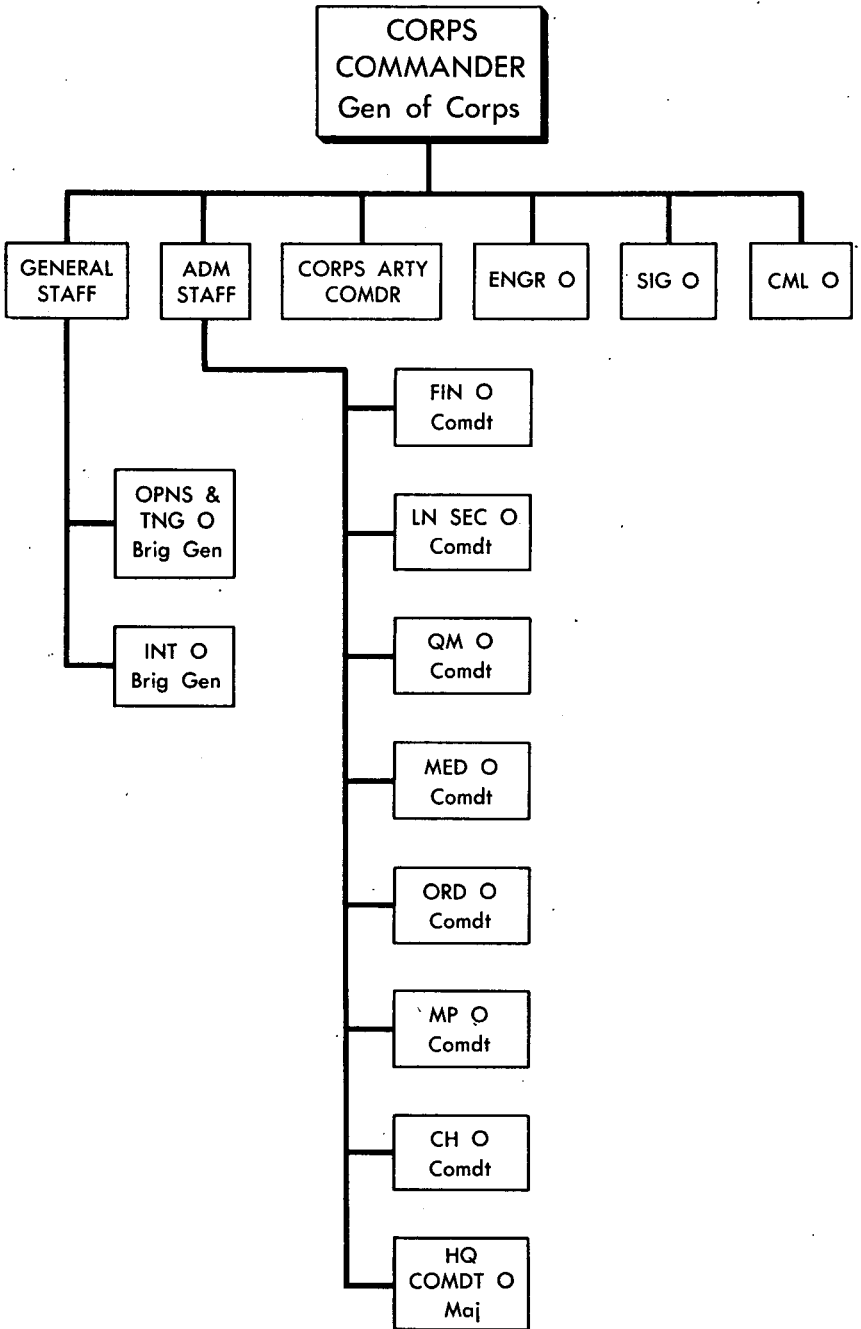 CORPS
COMMANDER
Gen of Corps
GENERAL
STAFF
ADM
STAFF
CORPS ARTY
COMDR
ENGR O
SIG O
CML O
OPNS &
TNG O
Brig Gen
INT O
Brig Gen
FIN O
Comdt
LN SEC O
Comdt
QM O
Comdt
MED O
Comdt
ORD O
Comdt
MP O
Comdt
CH O
Comdt
HQ
COMDT O
Maj